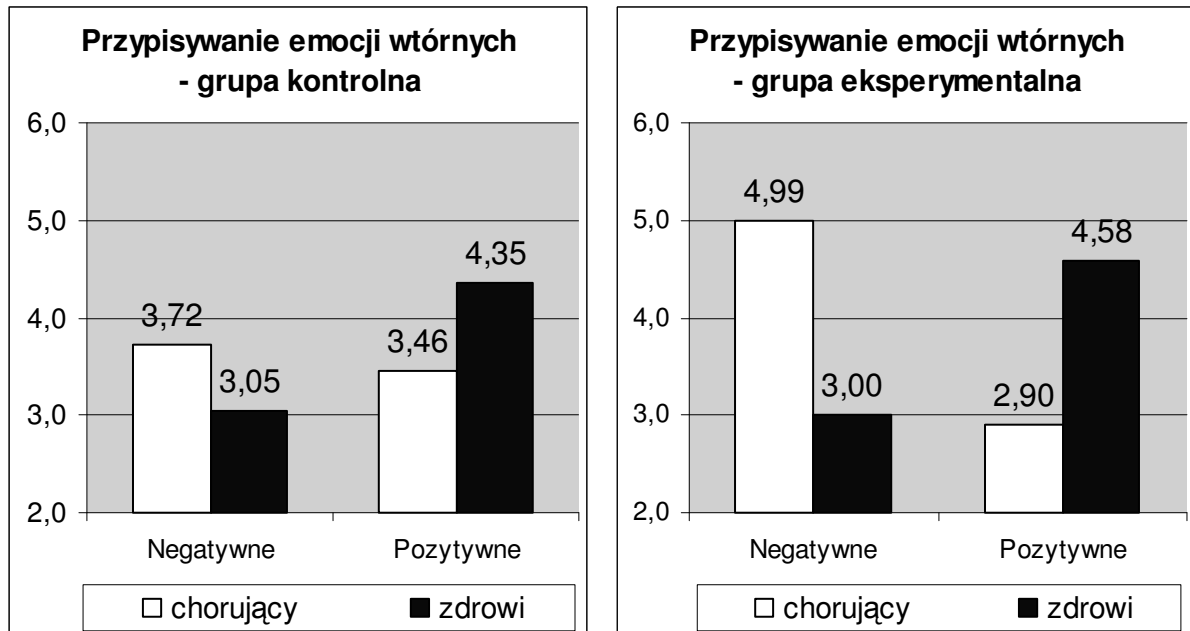 Przypisywanie emocji wtórnych
- grupa kontrolna
6,0
5,0
4,0
3,0
2,0
3,72
3,05
3,46
4,35
Negatywne
Pozytywne
chorujący
zdrowi
Przypisywanie emocji wtórnych
- grupa eksperymentalna
6,0
5,0
4,0
3,0
2,0
4,99
3,00
2,90
4,58
Negatywne
Pozytywne
chorujący
zdrowi